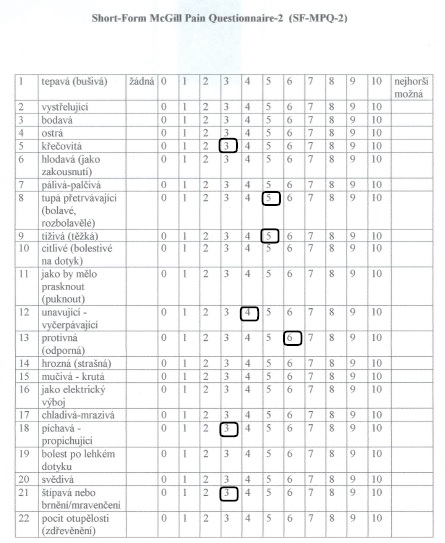 Short-Form McGill Pain Questionnaire-2 (SF-MPQ-2)
1 tepavá (bušivá) žádná 0 1 2 3 4 5 6 7 8 9 10 nejhorší
možná
2 vystřelující 0 1 2 3 4 5 6 7 8 9 10
3 bodavá 0 1 2 3 4 5 6 7 8 9 10
4 ostrá 0 1 2 3 4 5 6 7 8 9 10
5 křečovitá 0 1 2 3 4 5 6 7 8 9 10
6 hlodavá (jako 0 1 2 3 4 5 6 7 8 9 10
zakousnutí)
7 pálivá-palčivá 0 1 2 3 4 5 6 7 8 9 10
8 tupá přetrvávající 0 1 2 3 4 5 6 7 8 9 10
(bolavé,
rozbolavělé)
9 tíživá (těžká) 0 1 2 3 4 5 6 7 8 9 10
10 citlivé (bolestivé 0 1 2 3 4 5 6 7 8 9 10
na dotyk)
11 jako by mělo 0 1 2 3 4 5 6 7 8 9 10
prasknout
(puknout)
12 unavující - 0 1 2 3 4 5 6 7 8 9 10
vyčerpávající
13 protivná 0 1 2 3 4 5 6 7 8 9 10
(odporná)
14 hrozná (strašná) 0 1 2 3 4 5 6 7 8 9 10
15 mučivá - krutá 0 1 2 3 4 5 6 7 8 9 10
16 jako elektrický 0 1 2 3 4 5 6 7 8 9 10
výboj
17 chladivá-mrazivá 0 1 2 3 4 5 6 7 8 9 10
18 píchavá - 0 1 2 3 4 5 6 7 8 9 10
propichující
19 bolest po lehkém 0 1 2 3 4 5 6 7 8 9 10
dotyku
20 svědivá 0 1 2 3 4 5 6 7 8 9 10
21 štípavá nebo 0 1 2 3 4 5 6 7 8 9 10
brnění/mravenčení
22 pocit otupělosti 0 1 2 3 4 5 6 7 8 9 10
(zdřevěnění)